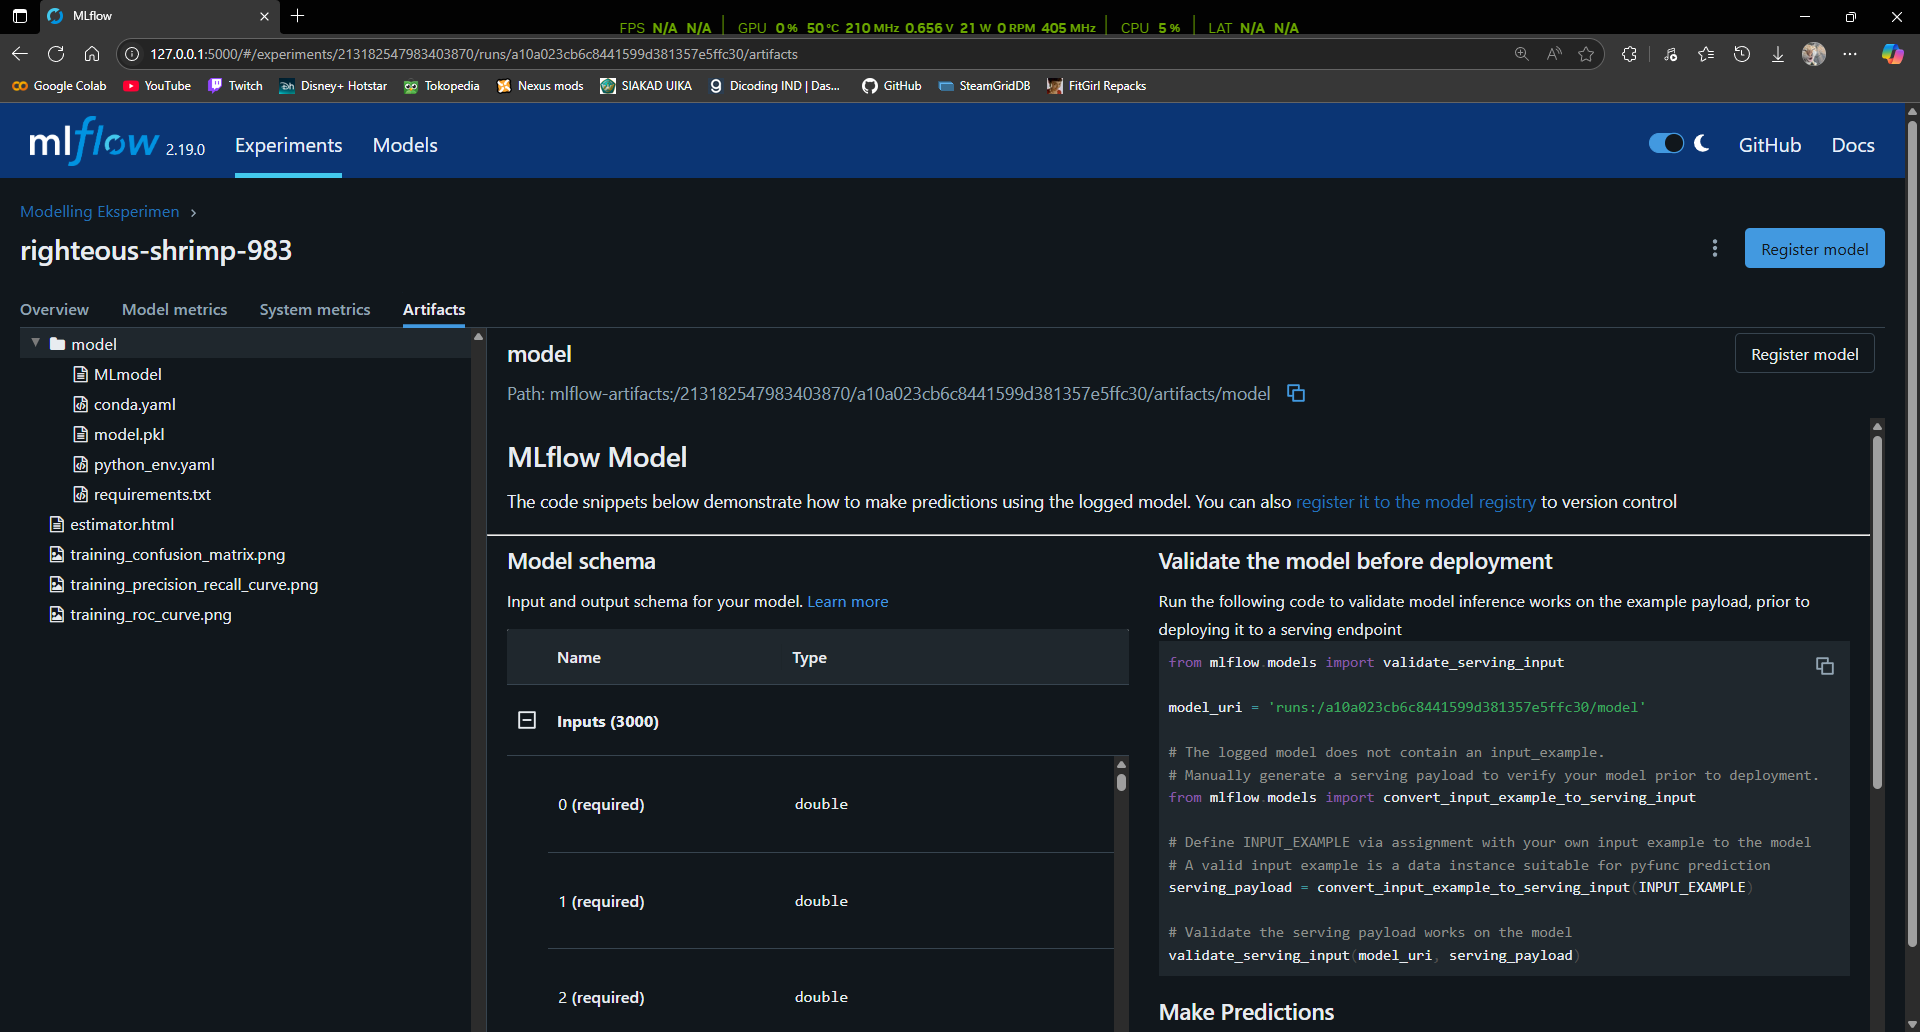 MLflow
FPS N/A N/A GPU 0 % 50 °C 210 MHz 0.656 V 21 W 0 RPM 405 MHz CPU 5 % LAT N/A N/A
127.0.0.1:5000/#/experiments/213182547983403870/runs/a10a023cb6c8441599d381357e5ffc30/artifacts
Google Colab YouTube Twitch Disney+ Hotstar Tokopedia Nexus mods SIAKAD UIKA Dicoding IND | Das... GitHub SteamGridDB FitGirl Repacks
mlflow 2.19.0 Experiments Models GitHub Docs
Modelling Eksperimen
righteous-shrimp-983
Register model
Overview Model metrics System metrics Artifacts
model
MLmodel
conda.yaml
model.pkl
python_env.yaml
requirements.txt
estimator.html
training_confusion_matrix.png
training_precision_recall_curve.png
training_roc_curve.png
model
Register model
Path: mlflow-artifacts:/213182547983403870/a10a023cb6c8441599d381357e5ffc30/artifacts/model
MLflow Model
The code snippets below demonstrate how to make predictions using the logged model. You can also register it to the model registry to version control
Model schema
Input and output schema for your model. Learn more
Name Type
Inputs (3000)
0 (required) double
1 (required) double
2 (required) double
Validate the model before deployment
Run the following code to validate model inference works on the example payload, prior to
deploying it to a serving endpoint
from mlflow.models import validate_serving_input
model_uri = 'runs:/a10a023cb6c8441599d381357e5ffc30/model'
# The logged model does not contain an input_example.
# Manually generate a serving payload to verify your model prior to deployment.
from mlflow.models import convert_input_example_to_serving_input
# Define INPUT_EXAMPLE via assignment with your own input example to the model
# A valid input example is a data instance suitable for pyfunc prediction
serving_payload = convert_input_example_to_serving_input(INPUT_EXAMPLE)
# Validate the serving payload works on the model
validate_serving_input(model_uri, serving_payload)
Make Predictions